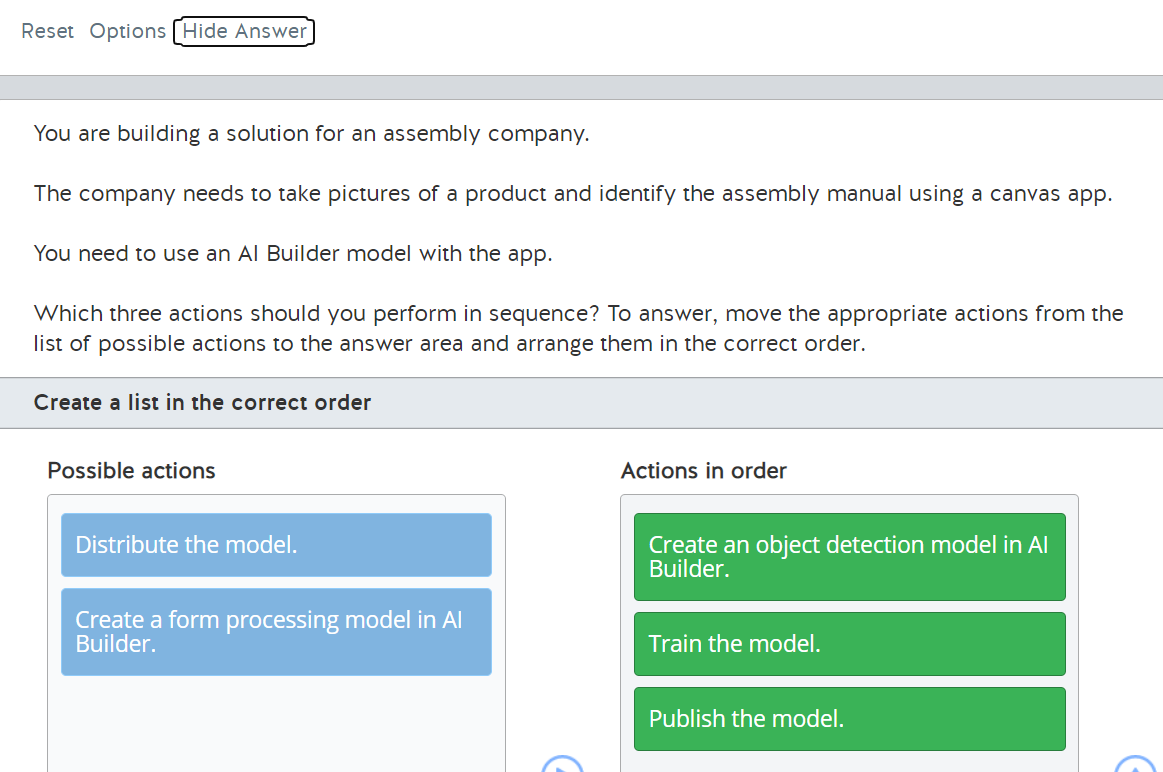 Reset Options Hide Answer
You are building a solution for an assembly company.
The company needs to take pictures of a product and identify the assembly manual using a canvas app.
You need to use an AI Builder model with the app.
Which three actions should you perform in sequence? To answer, move the appropriate actions from the
list of possible actions to the answer area and arrange them in the correct order.
Create a list in the correct order
Possible actions
Distribute the model.
Create a form processing model in AI
Builder.
Actions in order
Create an object detection model in AI
Builder.
Train the model.
Publish the model.